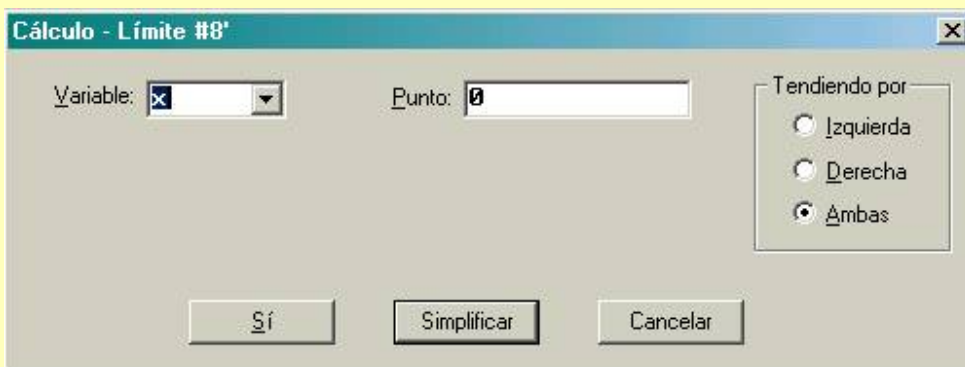 Cálculo - Límite #8'
Variable: x
Punto: 0
Tendiendo por
Izquierda
Derecha
Ambas
Sí
Simplificar
Cancelar